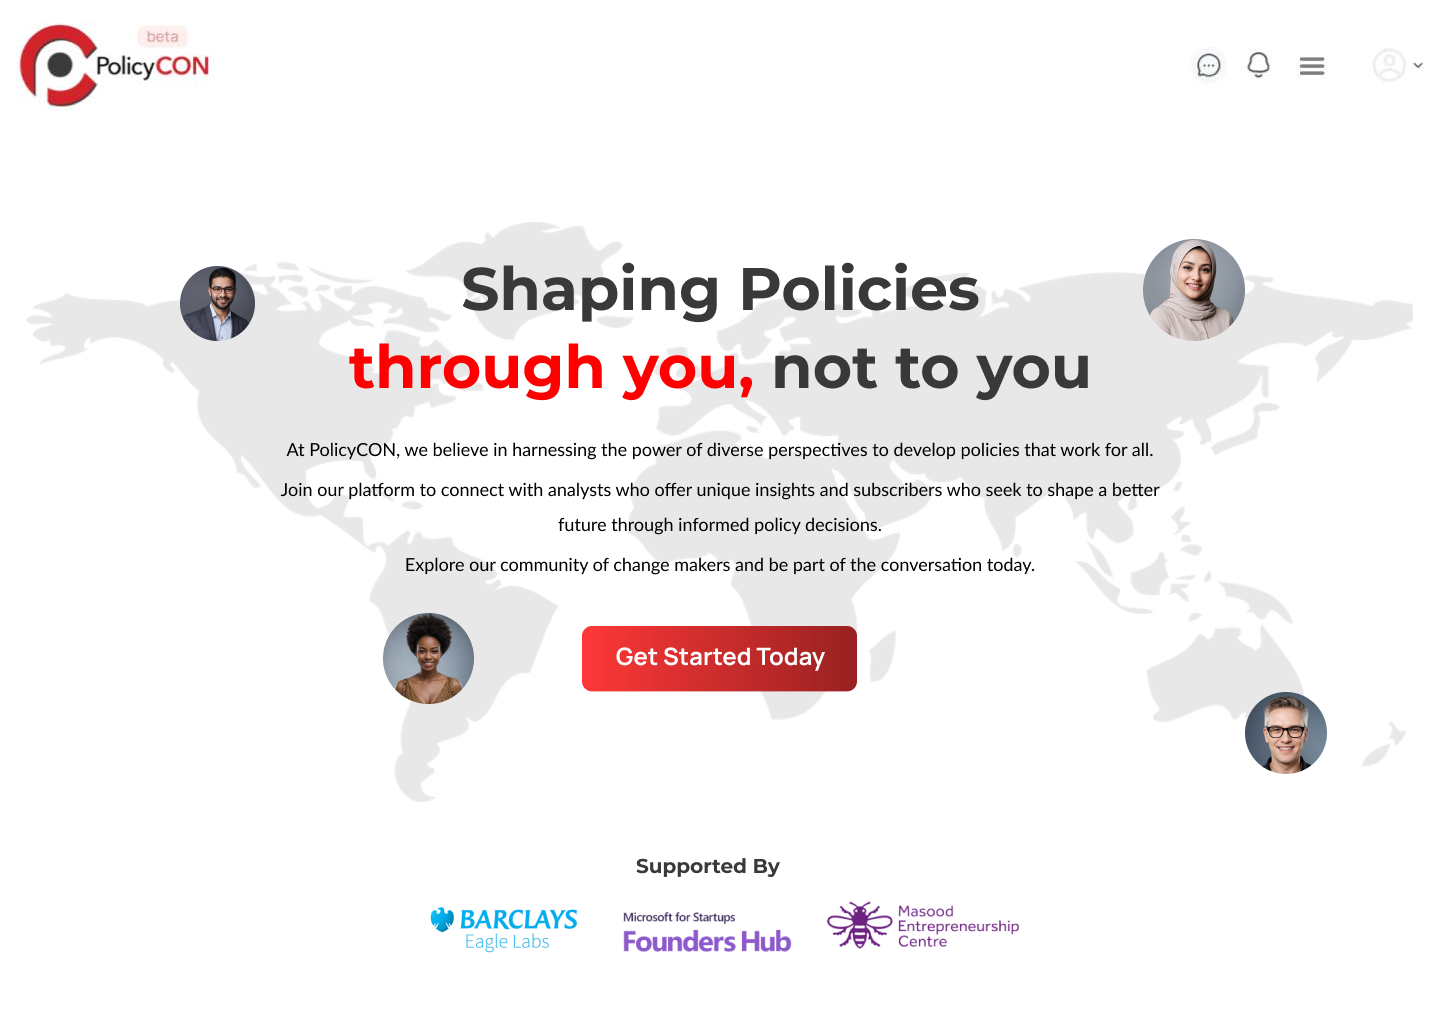 beta
PolicyCON
Shaping Policies
through you, not to you
At PolicyCON, we believe in harnessing the power of diverse perspectives to develop policies that work for all.
Join our platform to connect with analysts who offer unique insights and subscribers who seek to shape a better
future through informed policy decisions.
Explore our community of change makers and be part of the conversation today.
Get Started Today
Supported By
BARCLAYS
Eagle Labs
Microsoft for Startups
Founders Hub
Masood
Entrepreneurship
Centre